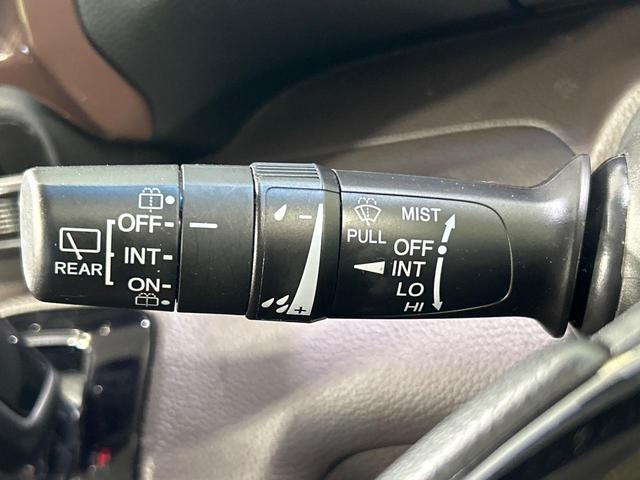 REAR
OFF
INT
ON
-
+
PULL
MIST
OFF
INT
LO
HI